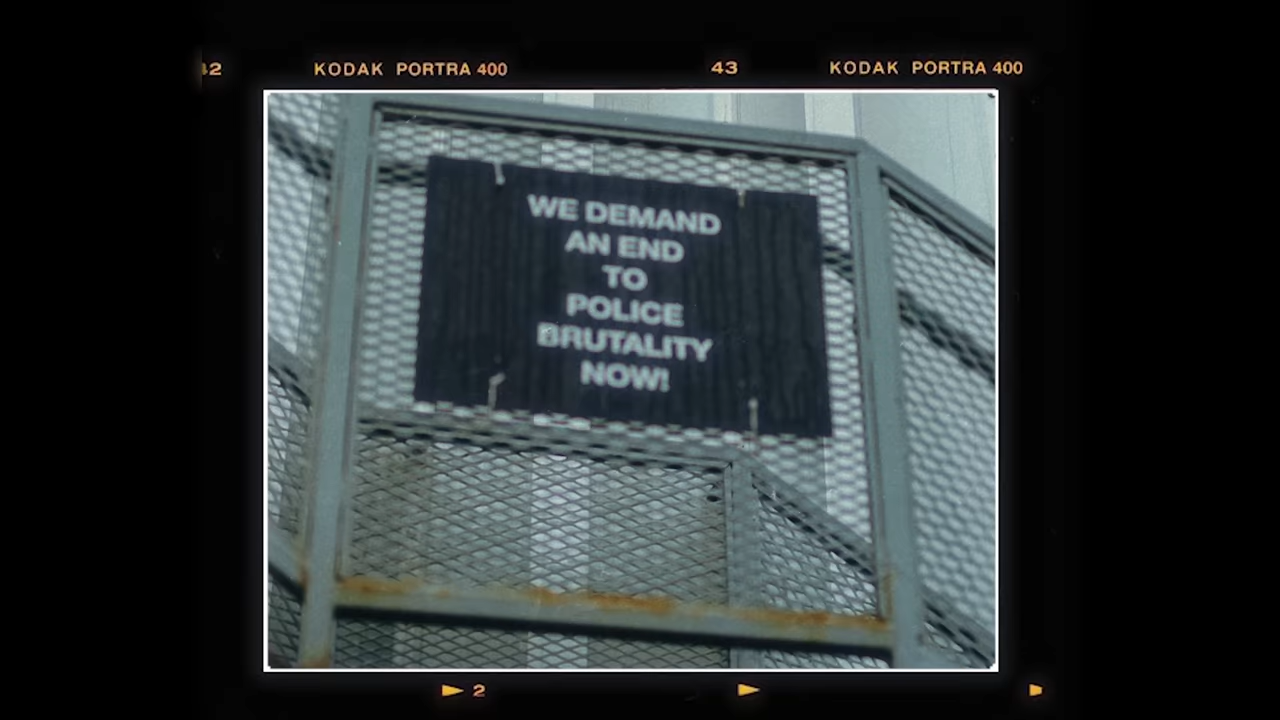 42 KODAK PORTRA 400 43 KODAK PORTRA 400
WE DEMAND
AN END
TO
POLICE
BRUTALITY
NOW!
2